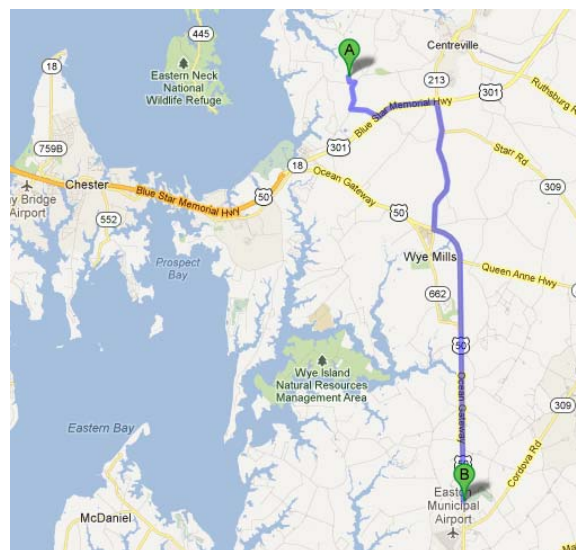 445
18
Eastern Neck
National
Wildlife Refuge
A
Centreville
213
301
Ruthsburg
759B
Blue Star Memorial Hwy
301
18
Starr Rd
Chester
Blue Star Memorial Hwy
50
Ocean Gateway
309
Bridge
Airport
552
50
Prospect
Bay
Wye Mills
Queen Anne Hwy
662
50
Wye Island
Natural Resources
Management Area
Ocean Gateway
309
Eastern Bay
Cordova Rd
B
Easton
Municipal
Airport
McDaniel